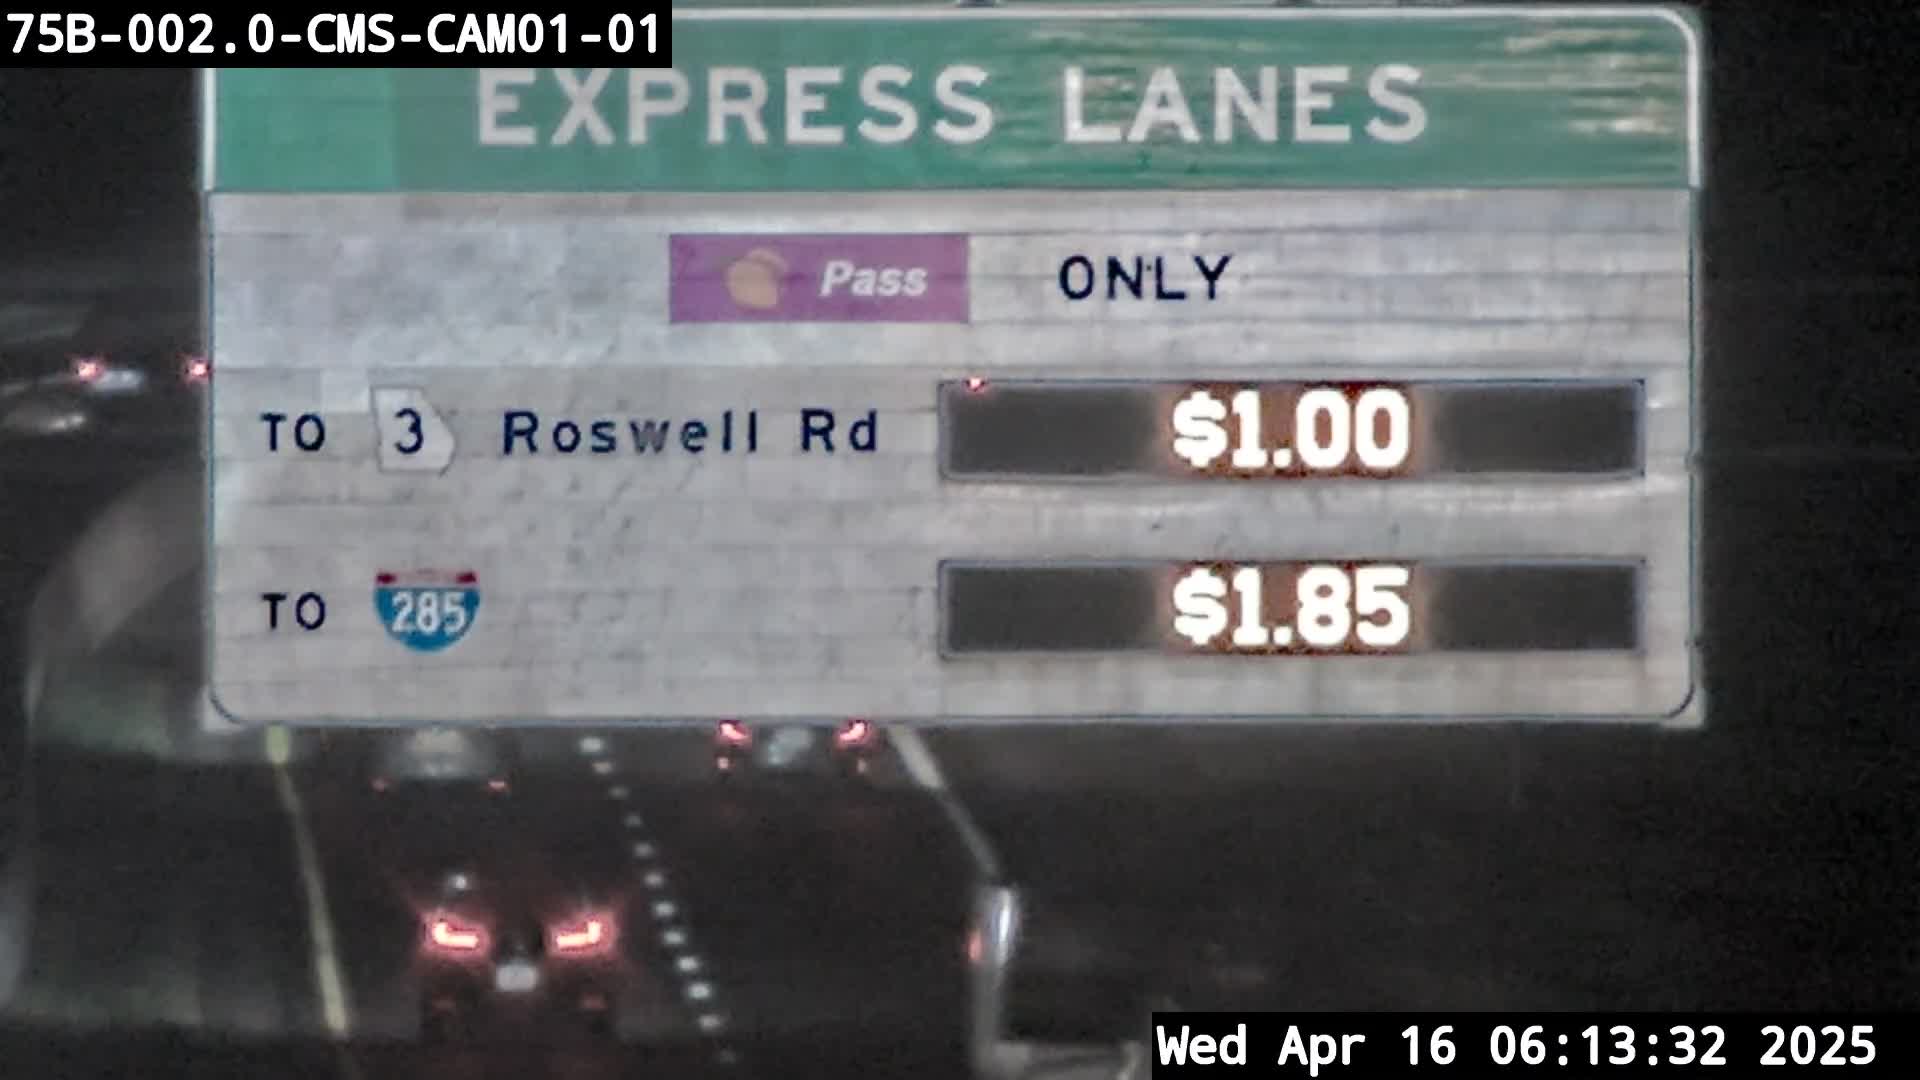 75B-002.0-CMS-CAM01-01
EXPRESS LANES
Pass ONLY
TO 3 Roswell Rd $1.00
TO 285 $1.85
Wed Apr 16 06:13:32 2025